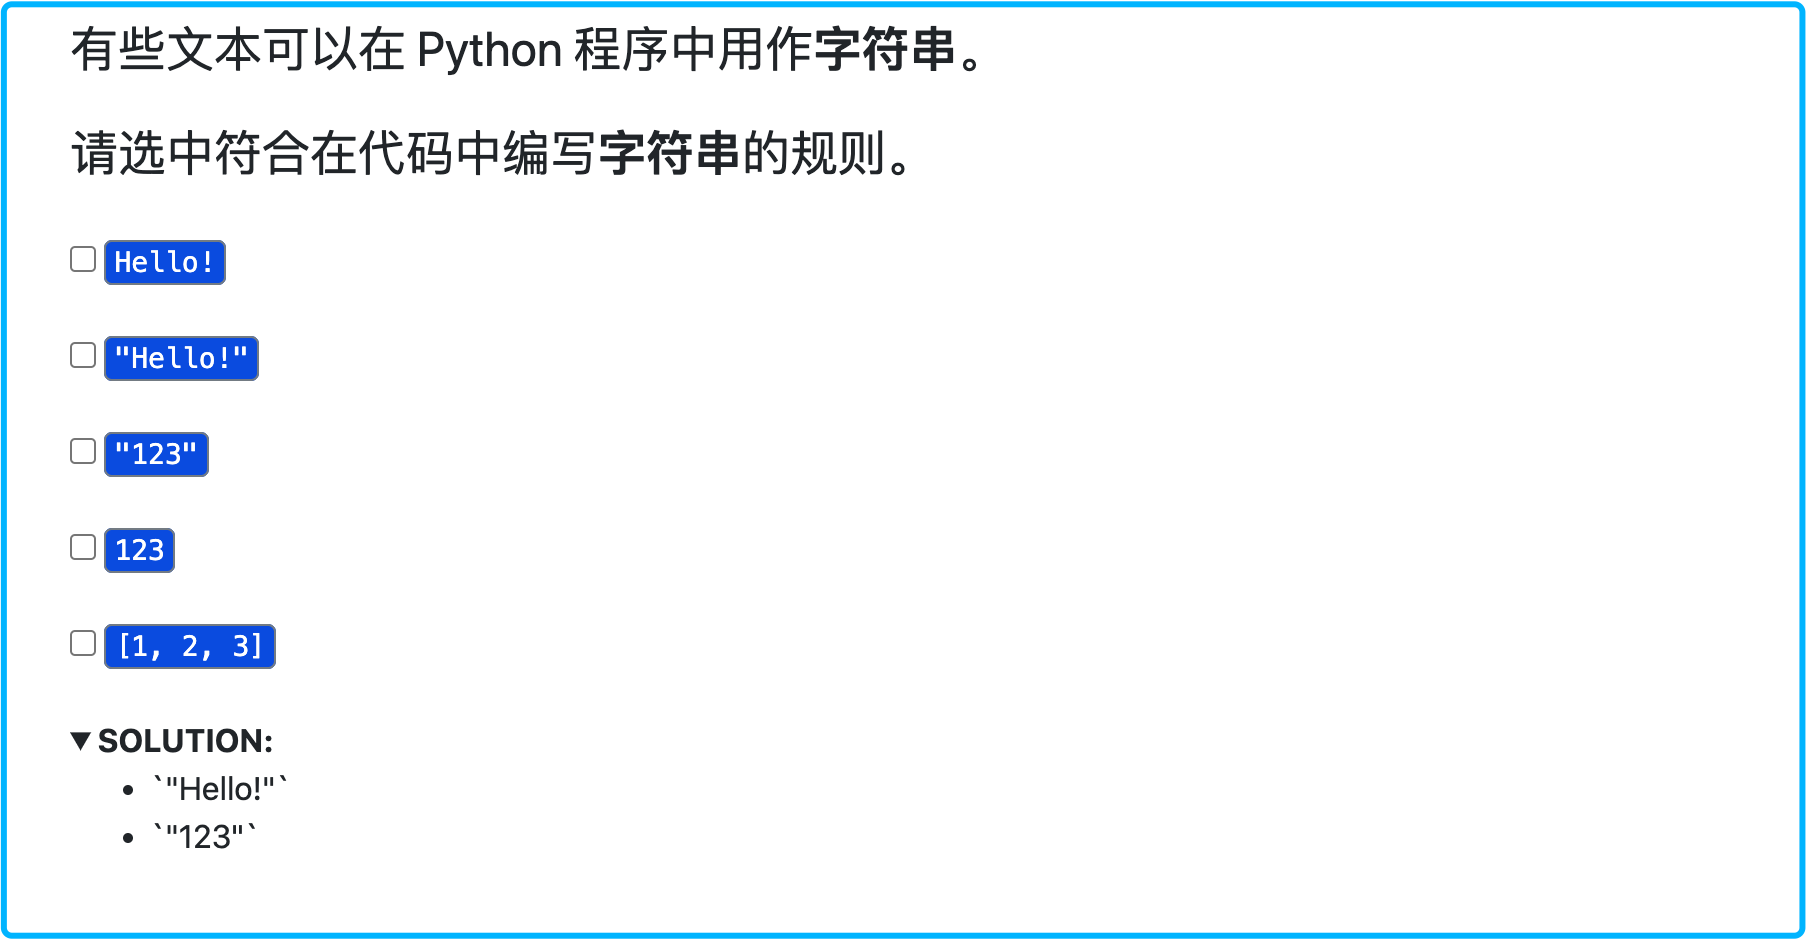 有些文本可以在 Python 程序中用作字符串。
请选中符合在代码中编写字符串的规则。
Hello!
"Hello!"
"123"
123
[1, 2, 3]
▼ SOLUTION:
• `"Hello!"`
• `"123"`